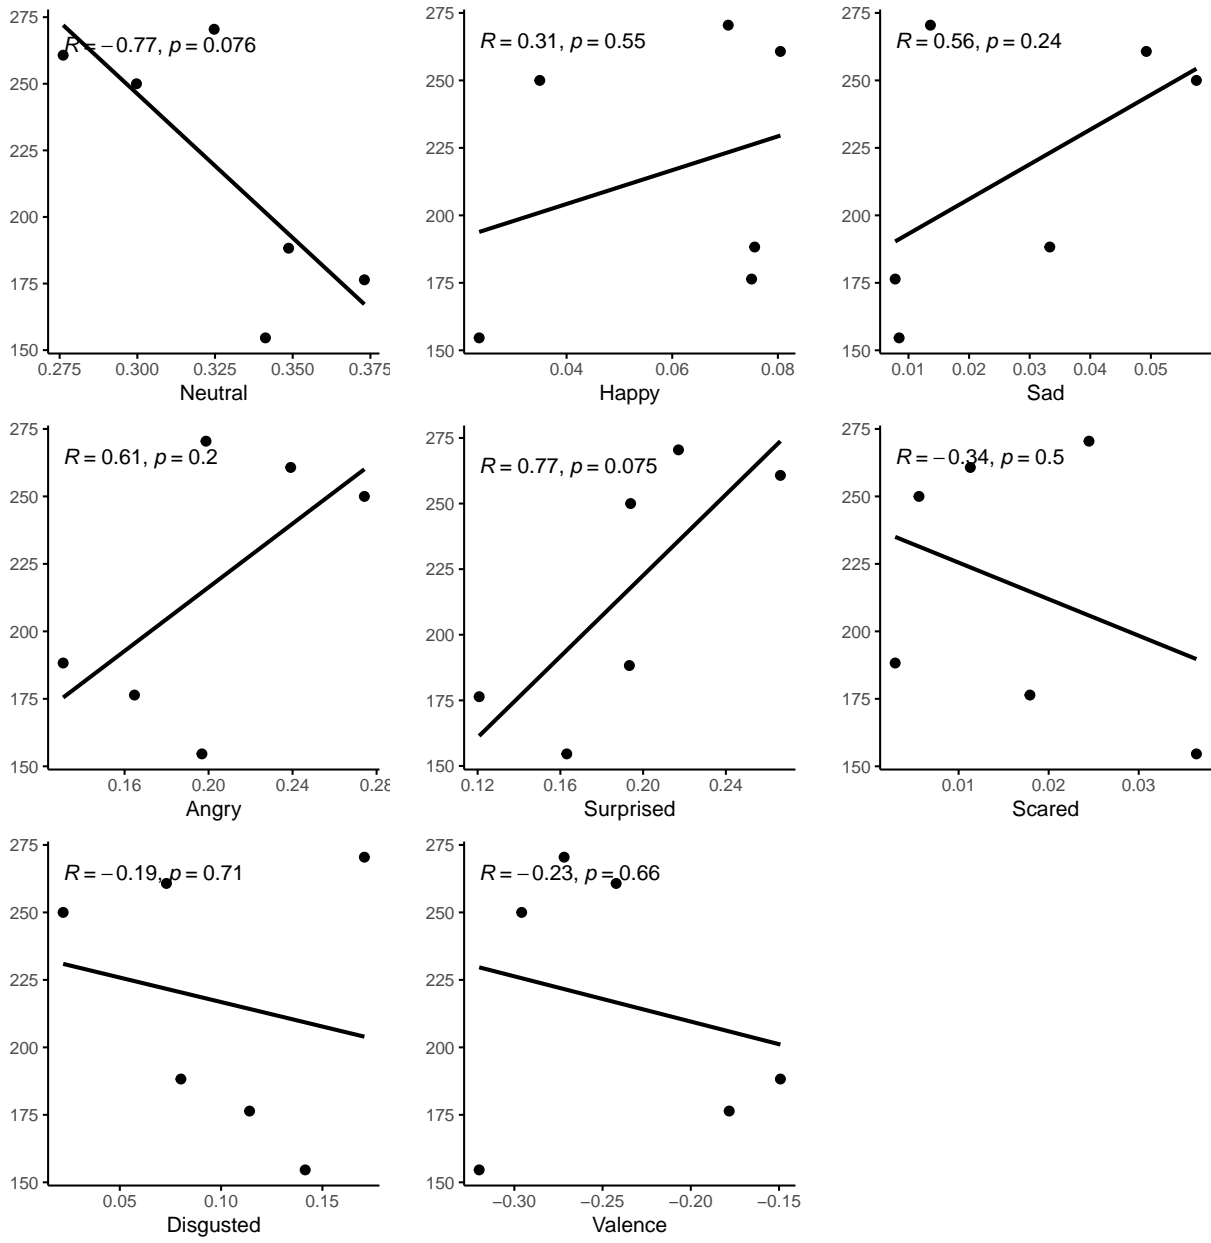 275
250
225
200
175
150
R = −0.77, p = 0.076
0.275 0.300 0.325 0.350 0.375
Neutral
275
250
225
200
175
150
R = 0.31, p = 0.55
0.04 0.06 0.08
Happy
275
250
225
200
175
150
R = 0.56, p = 0.24
0.01 0.02 0.03 0.04 0.05
Sad
275
250
225
200
175
150
R = 0.61, p = 0.2
0.16 0.20 0.24 0.28
Angry
275
250
225
200
175
150
R = 0.77, p = 0.075
0.12 0.16 0.20 0.24
Surprised
275
250
225
200
175
150
R = −0.34, p = 0.5
0.01 0.02 0.03
Scared
275
250
225
200
175
150
R = −0.19, p = 0.71
0.05 0.10 0.15
Disgusted
275
250
225
200
175
150
R = −0.23, p = 0.66
−0.30 −0.25 −0.20 −0.15
Valence